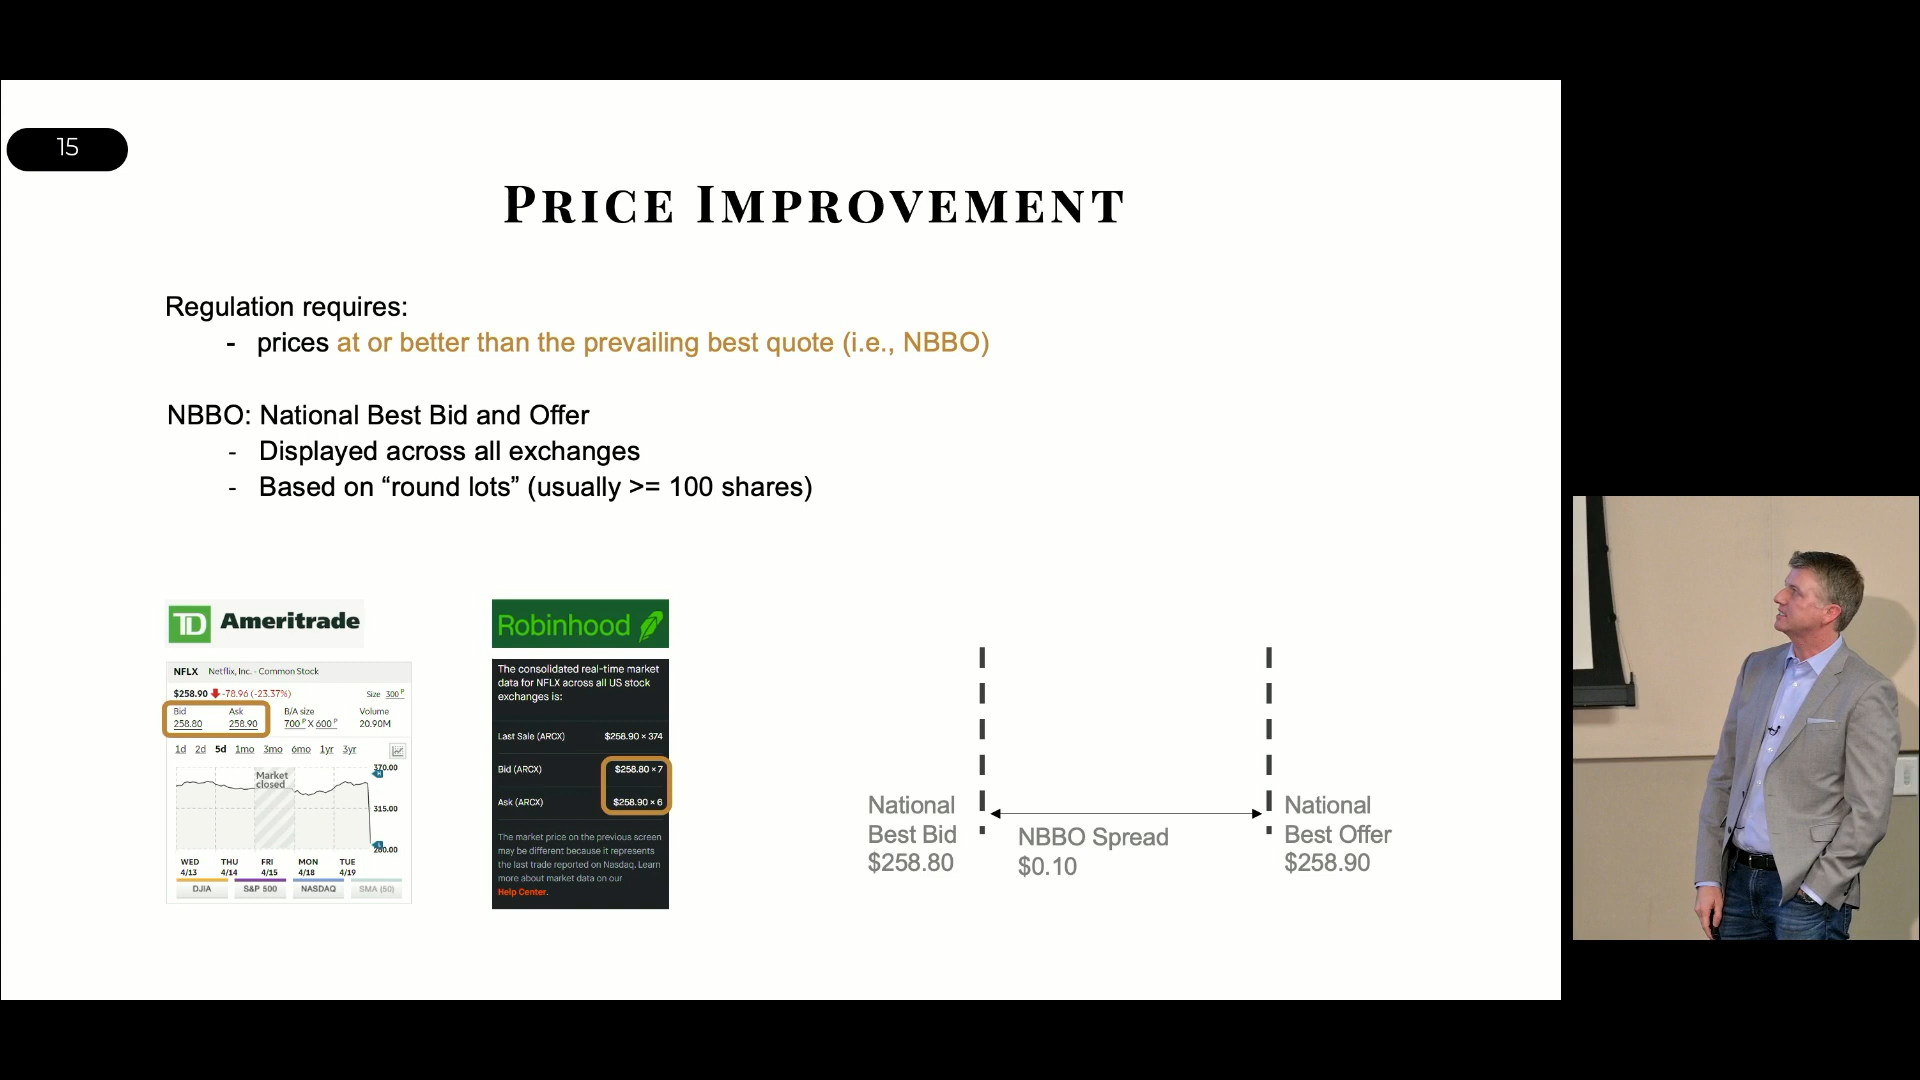 15
PRICE IMPROVEMENT
Regulation requires:
- prices at or better than the prevailing best quote (i.e., NBBO)
NBBO: National Best Bid and Offer
- Displayed across all exchanges
- Based on “round lots” (usually >= 100 shares)
TD Ameritrade
NFLX Netflix, Inc. - Common Stock
$258.90 -78.96 (-23.37%) Size 300 P
Bid Ask B/A size Volume
258.80 258.90 700 P X 600 P 20.90M
1d 2d 5d 1mo 3mo 6mo 1yr 3yr
Market
closed
370.00
315.00
260.00
WED THU FRI MON TUE
4/13 4/14 4/15 4/18 4/19
DJIA S&P 500 NASDAQ SMA (50)
Robinhood
The consolidated real-time market
data for NFLX across all US stock
exchanges is:
Last Sale (ARCX) $258.90 × 374
Bid (ARCX) $258.80 × 7
Ask (ARCX) $258.90 × 6
The market price on the previous screen
may be different because it represents
the last trade reported on Nasdaq. Learn
more about market data on our
Help Center.
National
Best Bid
$258.80
NBBO Spread
$0.10
National
Best Offer
$258.90